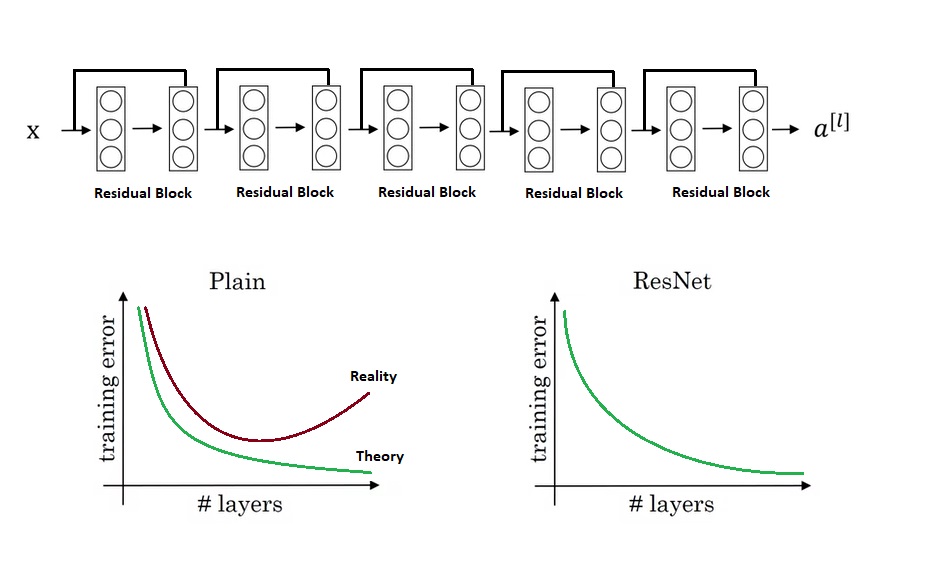 x
a[l]
Residual Block
Residual Block
Residual Block
Residual Block
Residual Block
Plain
training error
Reality
Theory
# layers
ResNet
training error
# layers